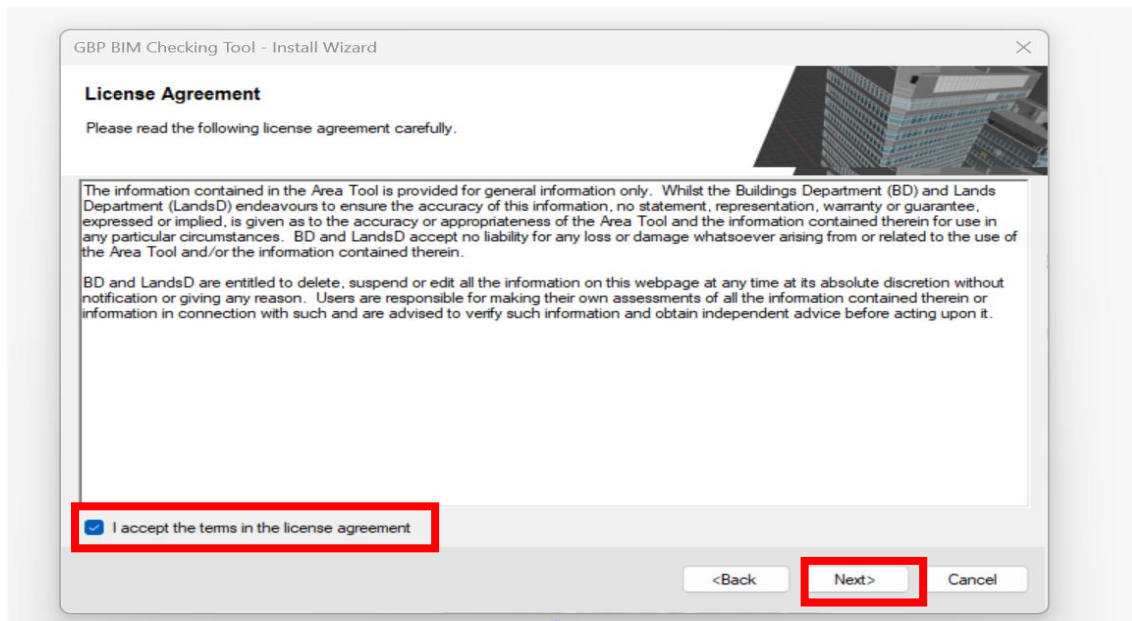 GBP BIM Checking Tool - Install Wizard
License Agreement
Please read the following license agreement carefully.
The information contained in the Area Tool is provided for general information only.  Whilst the Buildings Department (BD) and Lands
Department (LandsD) endeavours to ensure the accuracy of this information, no statement, representation, warranty or guarantee,
expressed or implied, is given as to the accuracy or appropriateness of the Area Tool and the information contained therein for use in
any particular circumstances.  BD and LandsD accept no liability for any loss or damage whatsoever arising from or related to the use of
the Area Tool and/or the information contained therein.
BD and LandsD are entitled to delete, suspend or edit all the information on this webpage at any time at its absolute discretion without
notification or giving any reason.  Users are responsible for making their own assessments of all the information contained therein or
information in connection with such and are advised to verify such information and obtain independent advice before acting upon it.
I accept the terms in the license agreement
<Back Next> Cancel